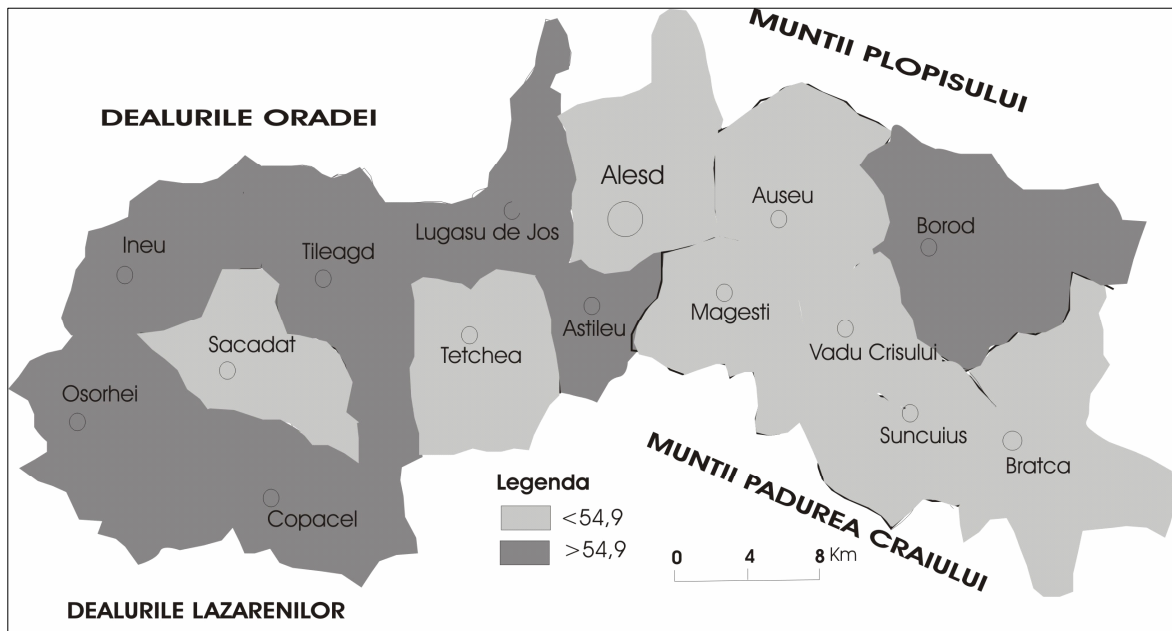 MUNTII PLOPISULUI
DEALURILE ORADEI
Alesd
Auseu
Borod
Lugasu de Jos
Ineu
Tileagd
Magesti
Astileu
Sacadat
Tetchea
Vadu Crisului
Osorhei
Suncuius
Bratca
MUNTII PADUREA CRAIULUI
Copacel
Legenda
<54,9
>54,9
0 4 8 Km
DEALURILE LAZARENILOR